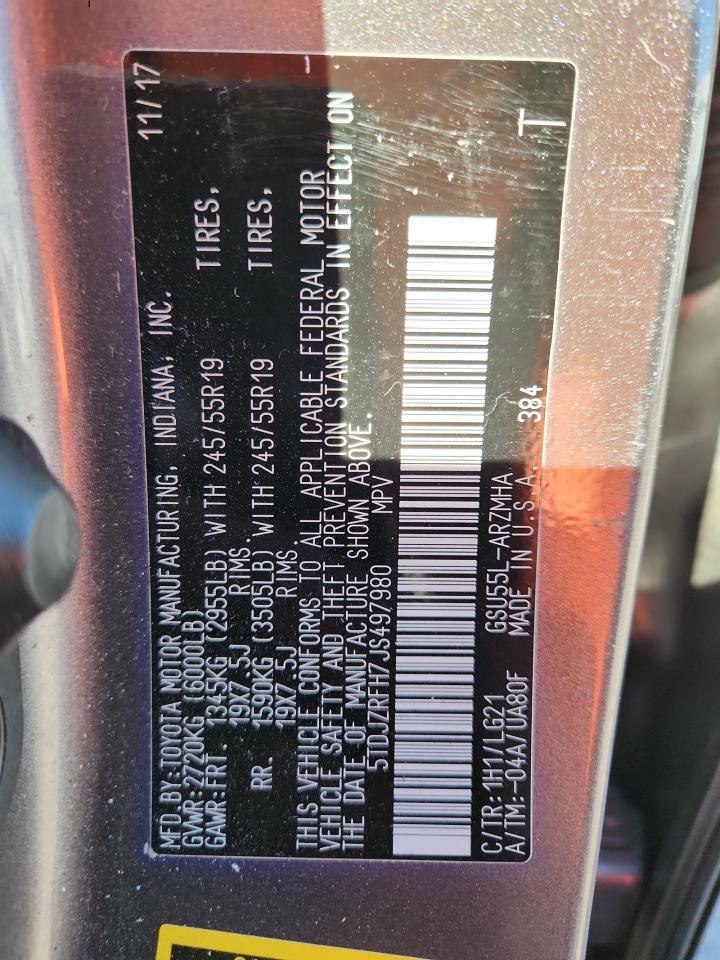 MFD. BY: TOYOTA MOTOR MANUFACTURING, INDIANA, INC. 11/17
GVWR: 2720KG (6000LB)
GAWR: FRT. 1345KG (2955LB) WITH 245/55R19 TIRES,
19X7.5J RIMS.
RR. 1590KG (3505LB) WITH 245/55R19 TIRES,
19X7.5J RIMS
THIS VEHICLE CONFORMS TO ALL APPLICABLE FEDERAL MOTOR
VEHICLE SAFETY AND THEFT PREVENTION STANDARDS IN EFFECT ON
THE DATE OF MANUFACTURE SHOWN ABOVE.
5TDJZRFH7JS497980 MPV
C/TR: 1H1/LG21 GSU55L-ARZMHA
A/TM: -04A/UA80F MADE IN U.S.A. 384 T